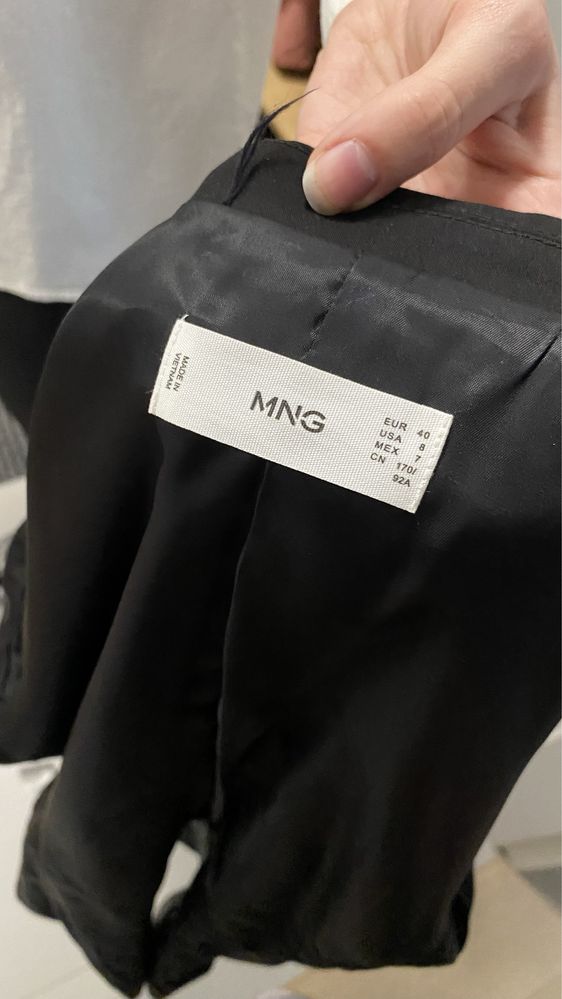 MADE IN
VIETNAM
MNG
EUR 40
USA 8
MEX 7
CN 170/
92A